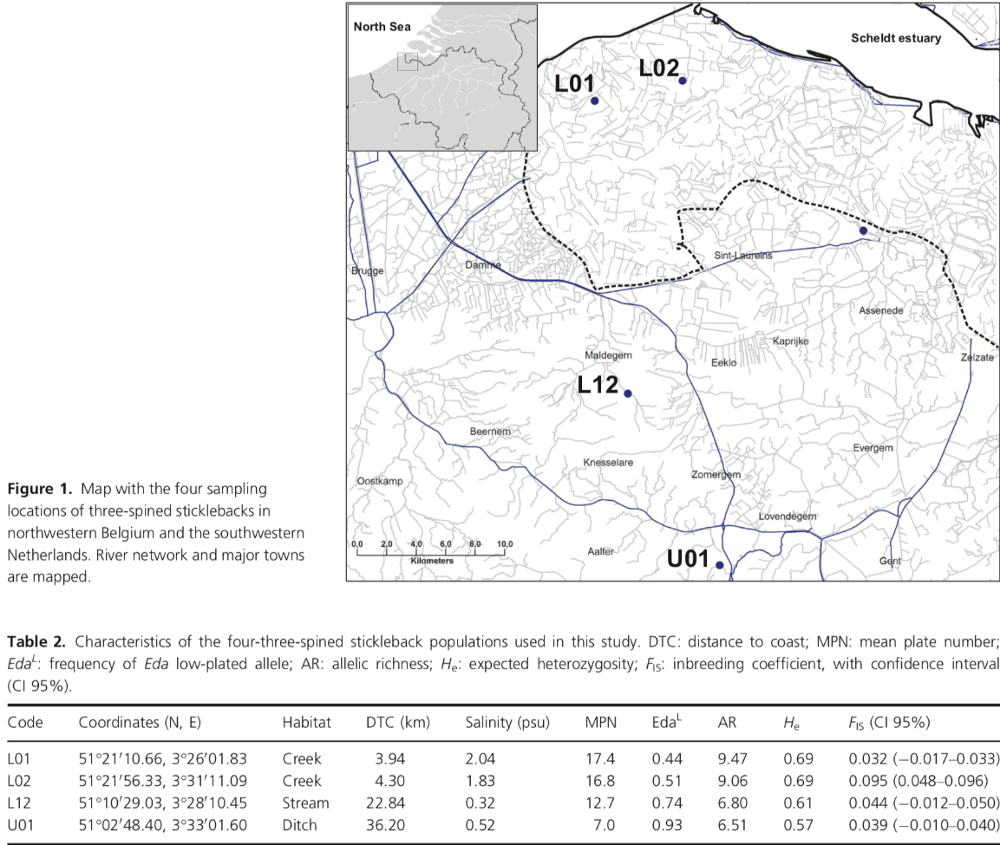 North Sea
Scheldt estuary
L02
L01
Sint-Laureins
Damme
Brugge
Assenede
Kaprijke
Maldegem
Eeklo
Zelzate
L12
Beernem
Evergem
Knesselare
Zomergem
Oostkamp
Lovendegem
0,0 2,0 4,0 6,0 8,0 10,0
Kilometers
Aalter
U01
Gent
Figure 1. Map with the four sampling
locations of three-spined sticklebacks in
northwestern Belgium and the southwestern
Netherlands. River network and major towns
are mapped.
Table 2. Characteristics of the four-three-spined stickleback populations used in this study. DTC: distance to coast; MPN: mean plate number;
Eda^L: frequency of Eda low-plated allele; AR: allelic richness; He: expected heterozygosity; FIS: inbreeding coefficient, with confidence interval
(CI 95%).
Code Coordinates (N, E) Habitat DTC (km) Salinity (psu) MPN Eda^L AR He FIS (CI 95%)
L01 51°21′10.66, 3°26′01.83 Creek 3.94 2.04 17.4 0.44 9.47 0.69 0.032 (−0.017–0.033)
L02 51°21′56.33, 3°31′11.09 Creek 4.30 1.83 16.8 0.51 9.06 0.69 0.095 (0.048–0.096)
L12 51°10′29.03, 3°28′10.45 Stream 22.84 0.32 12.7 0.74 6.80 0.61 0.044 (−0.012–0.050)
U01 51°02′48.40, 3°33′01.60 Ditch 36.20 0.52 7.0 0.93 6.51 0.57 0.039 (−0.010–0.040)